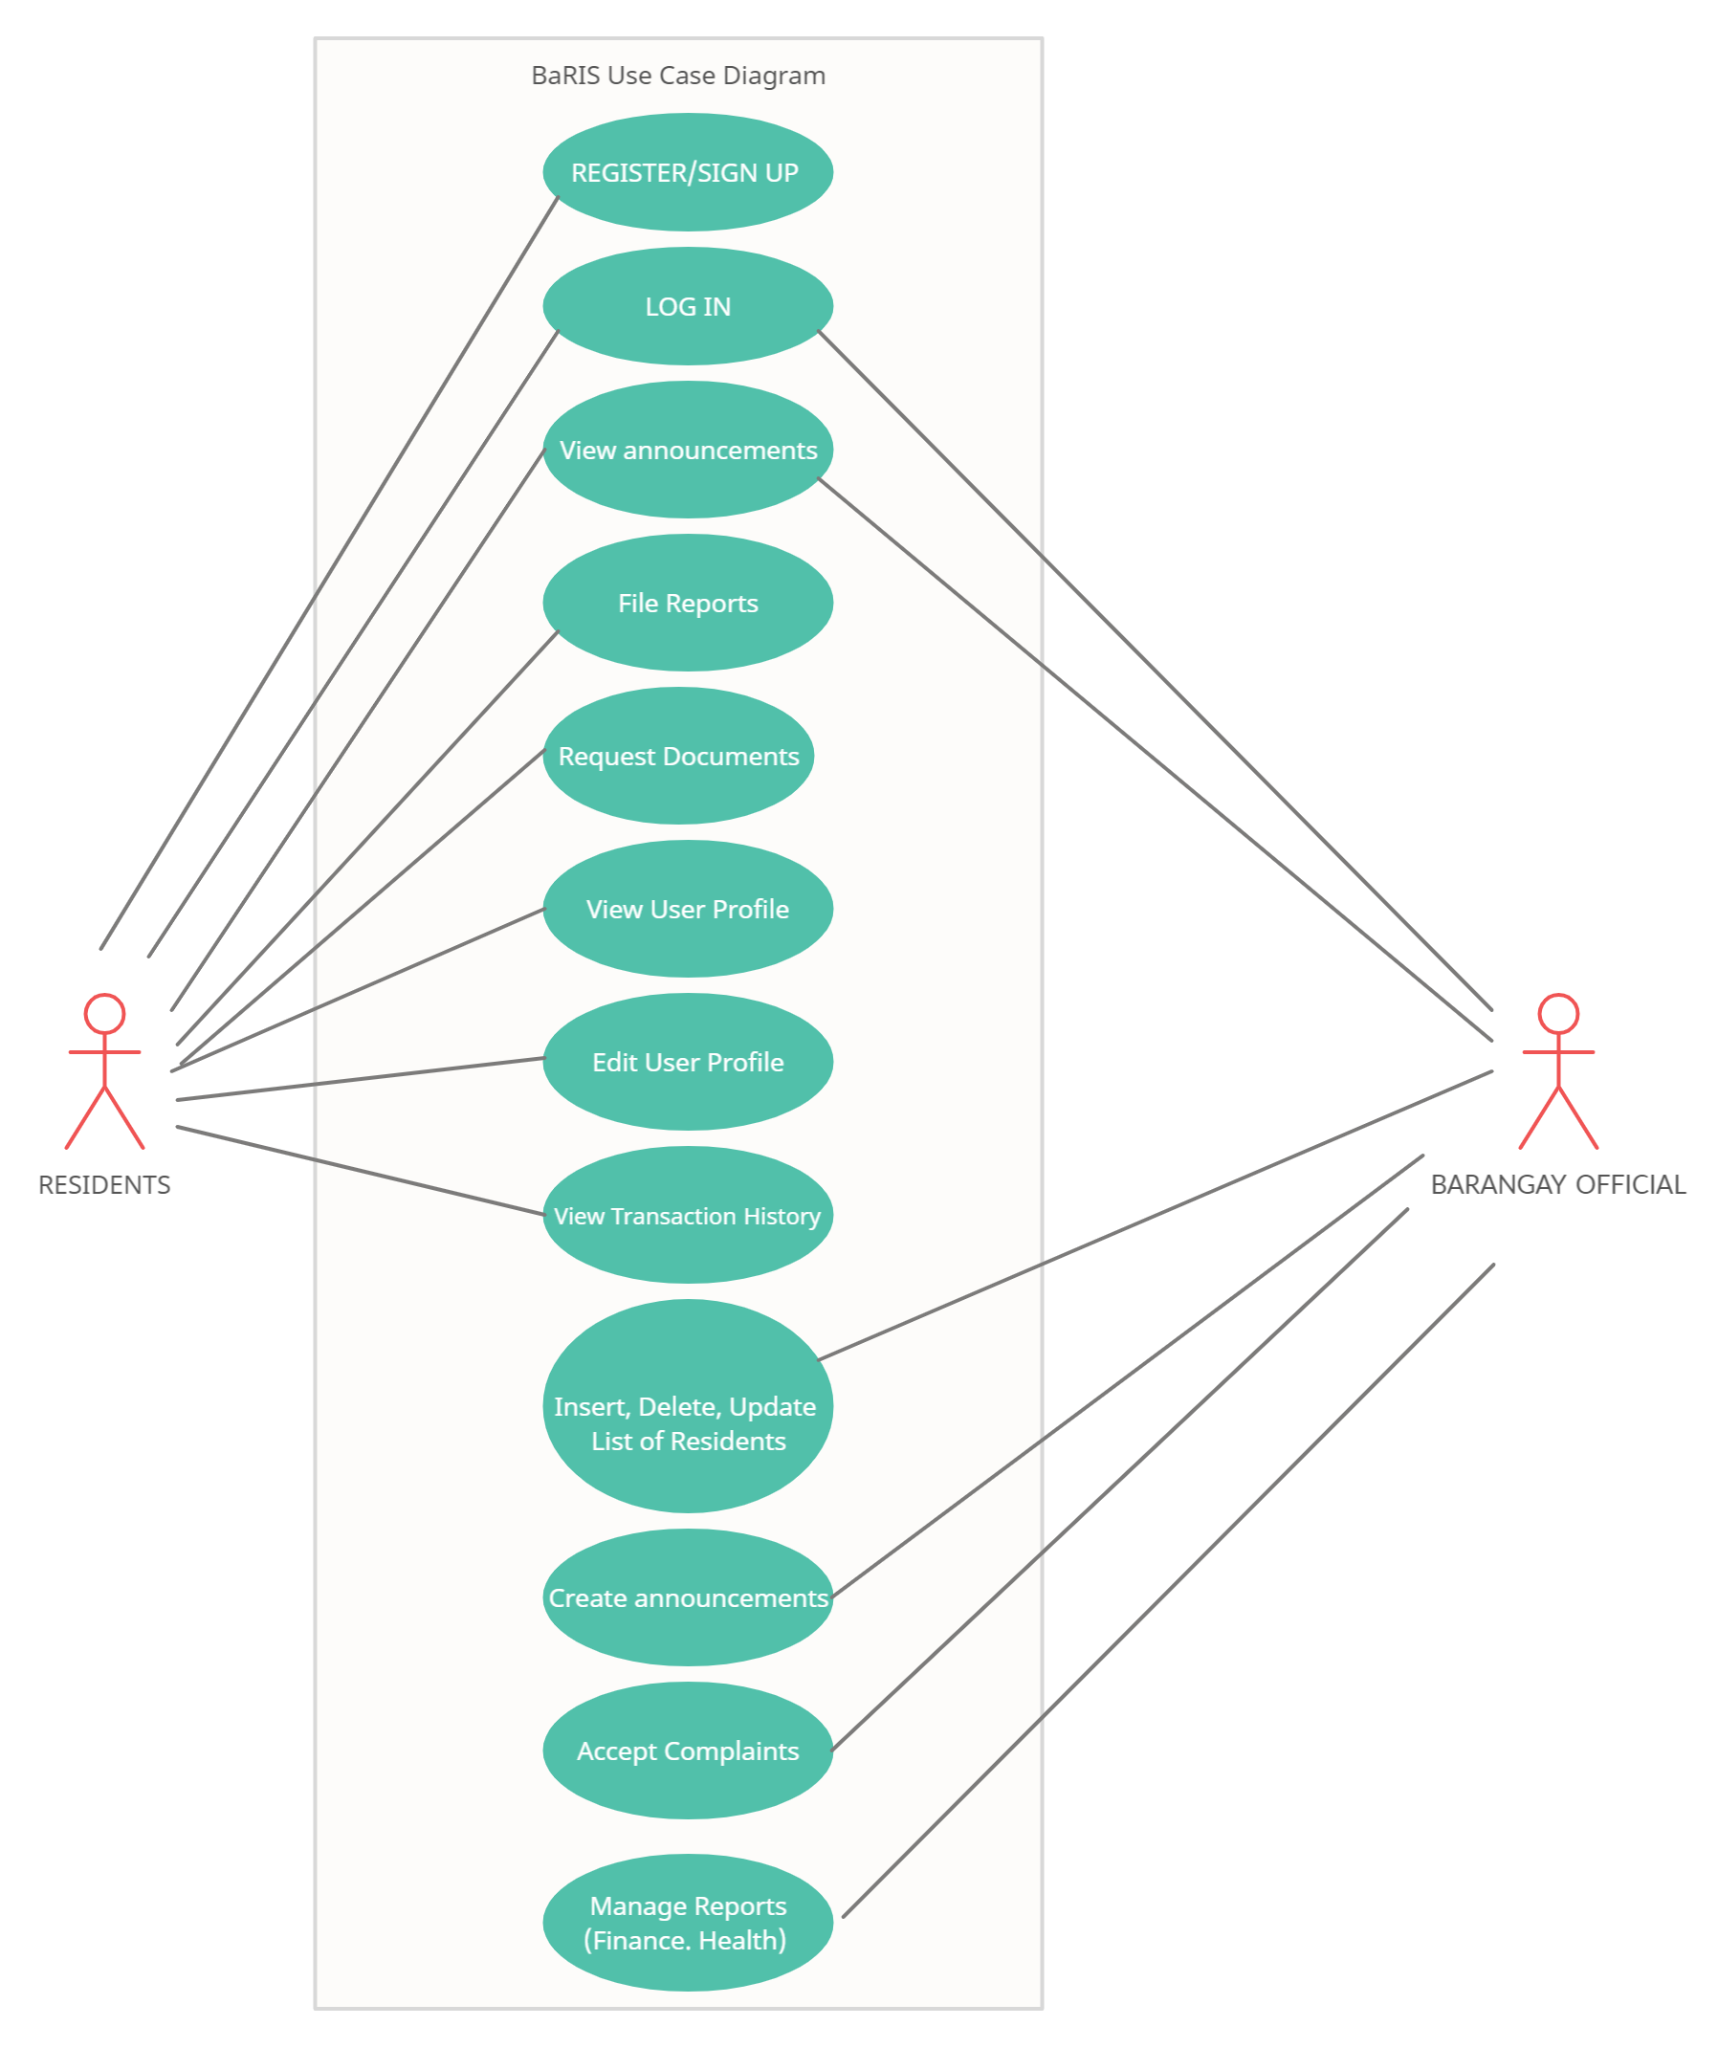 BaRIS Use Case Diagram
REGISTER/SIGN UP
LOG IN
View announcements
File Reports
Request Documents
View User Profile
Edit User Profile
RESIDENTS
BARANGAY OFFICIAL
View Transaction History
Insert, Delete, Update
List of Residents
Create announcements
Accept Complaints
Manage Reports
(Finance. Health)